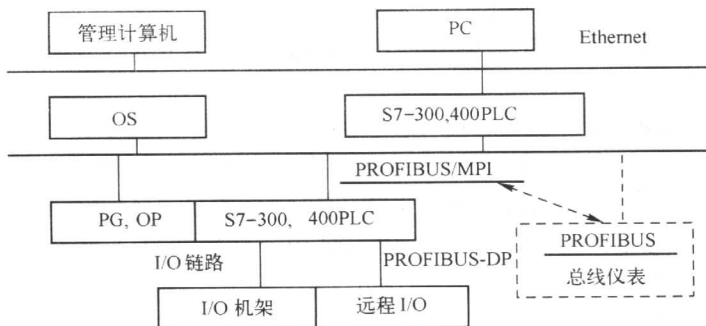 管理计算机
PC
Ethernet
OS
S7-300,400PLC
PROFIBUS/MPI
PG, OP
S7-300, 400PLC
PROFIBUS
总线仪表
I/O 链路
PROFIBUS-DP
I/O 机架
远程 I/O